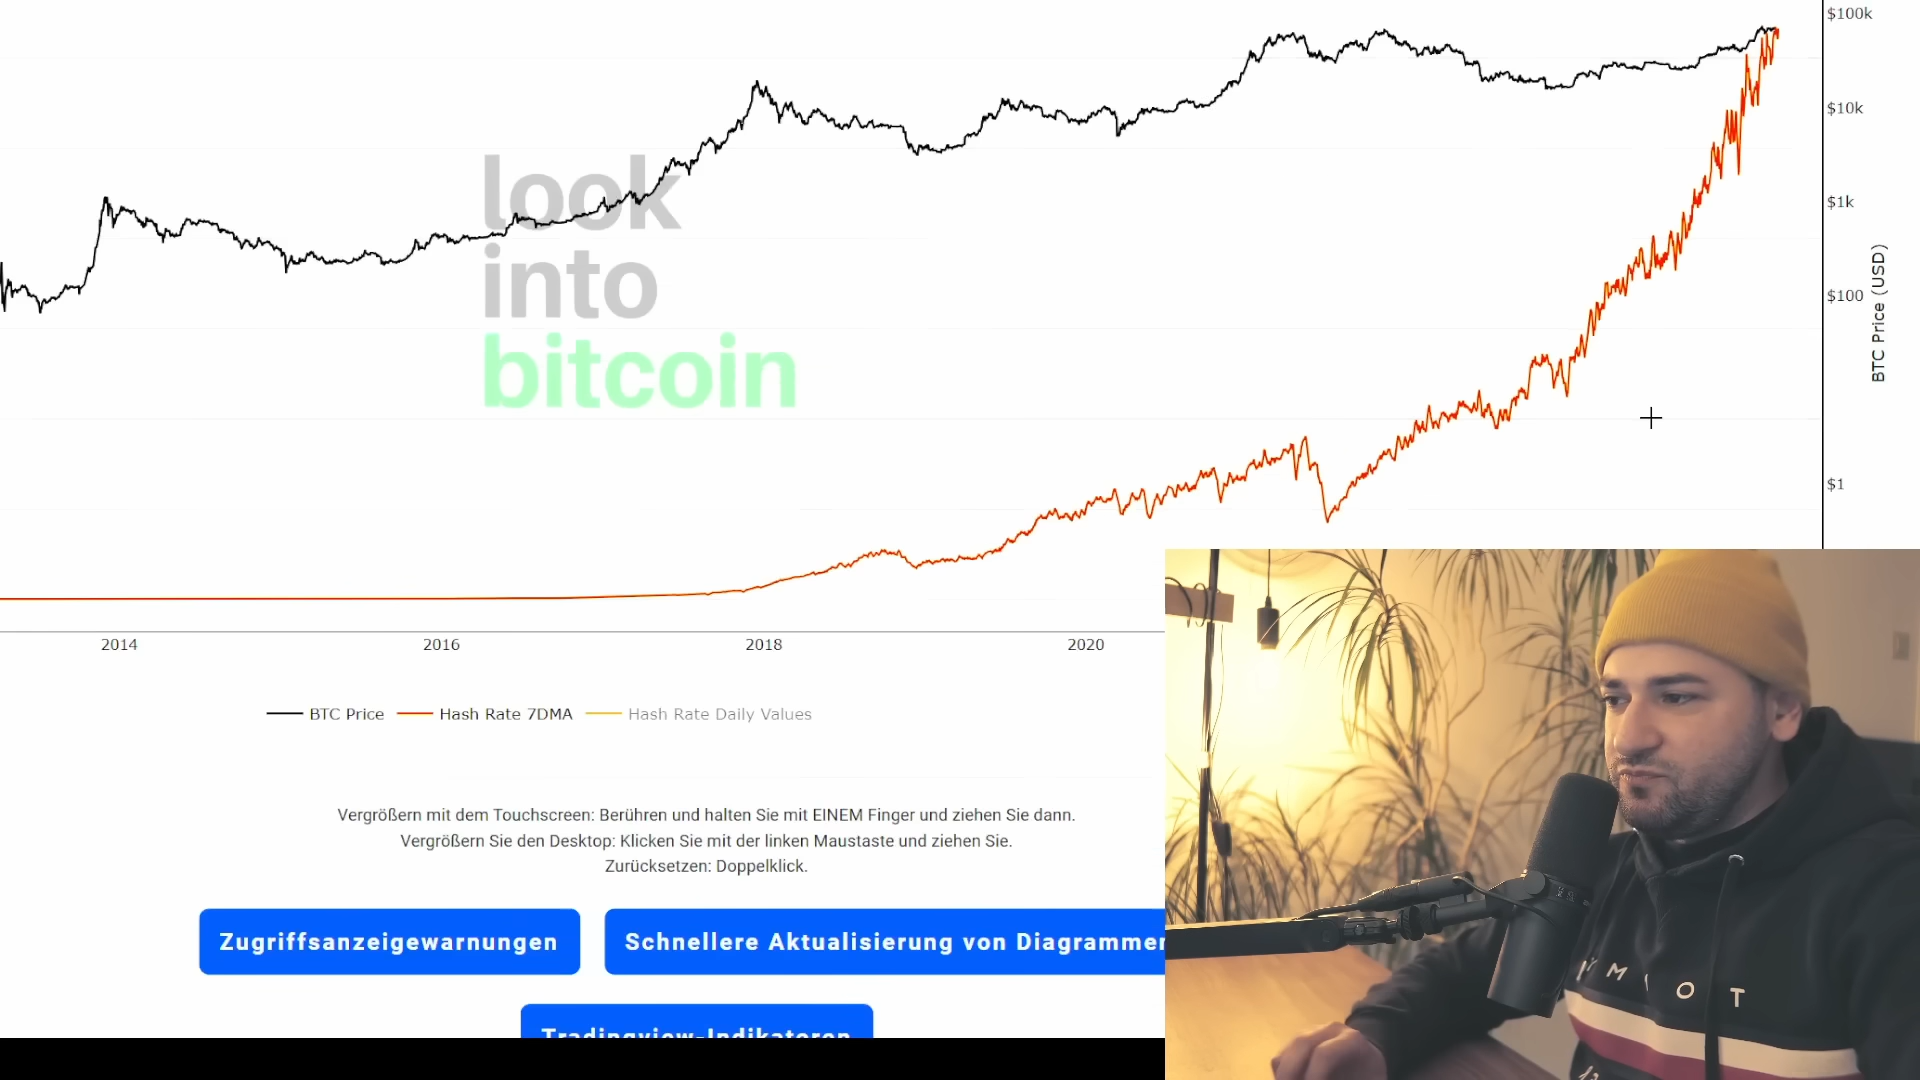 $100k
$10k
$1k
$100
$1
BTC Price (USD)
look
into
bitcoin
2014
2016
2018
2020
BTC Price
Hash Rate 7DMA
Hash Rate Daily Values
Vergrößern mit dem Touchscreen: Berühren und halten Sie mit EINEM Finger und ziehen Sie dann.
Vergrößern Sie den Desktop: Klicken Sie mit der linken Maustaste und ziehen Sie.
Zurücksetzen: Doppelklick.
Zugriffsanzeigewarnungen
Schnellere Aktualisierung von Diagrammen
Tradingview-Indikatoren